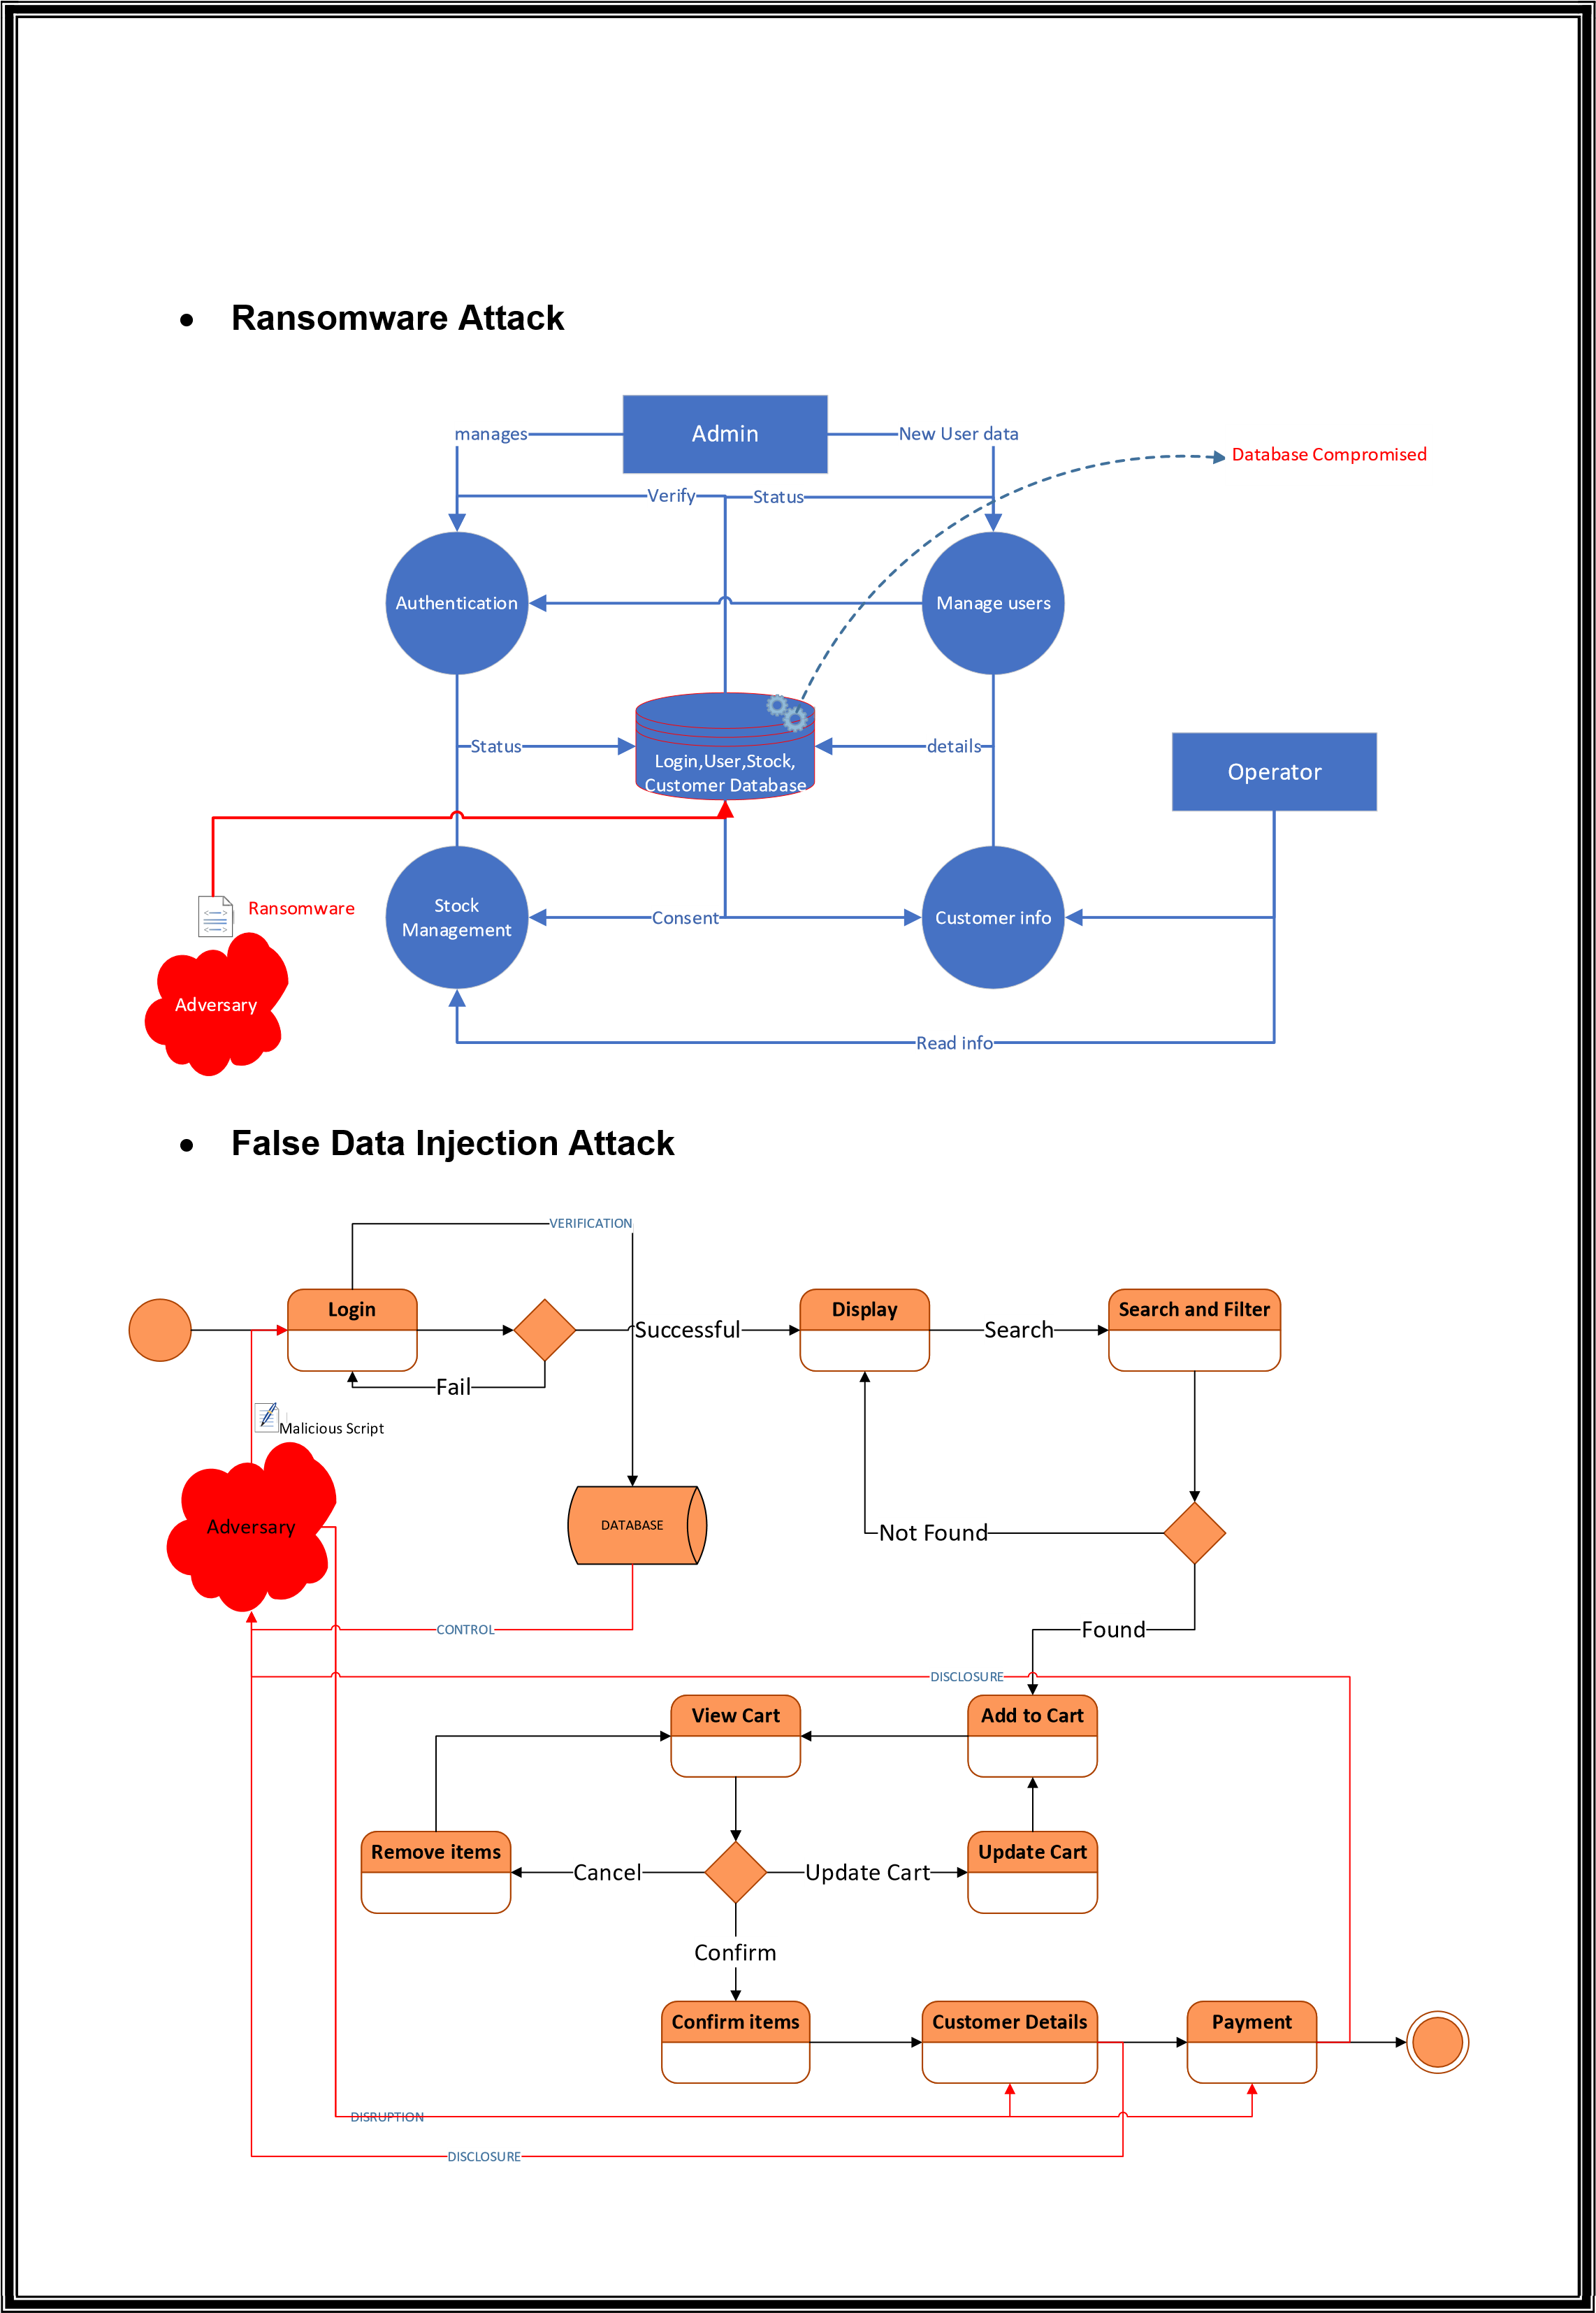 • Ransomware Attack
Admin
manages
New User data
Database Compromised
Verify
Status
Authentication
Manage users
Status
Login,User,Stock,
Customer Database
details
Operator
Ransomware
Stock
Management
Consent
Customer info
Adversary
Read info
• False Data Injection Attack
VERIFICATION
Login
Display
Search and Filter
Successful
Search
Fail
Malicious Script
Adversary
DATABASE
Not Found
CONTROL
Found
DISCLOSURE
View Cart
Add to Cart
Remove items
Update Cart
Cancel
Update Cart
Confirm
Confirm items
Customer Details
Payment
DISRUPTION
DISCLOSURE